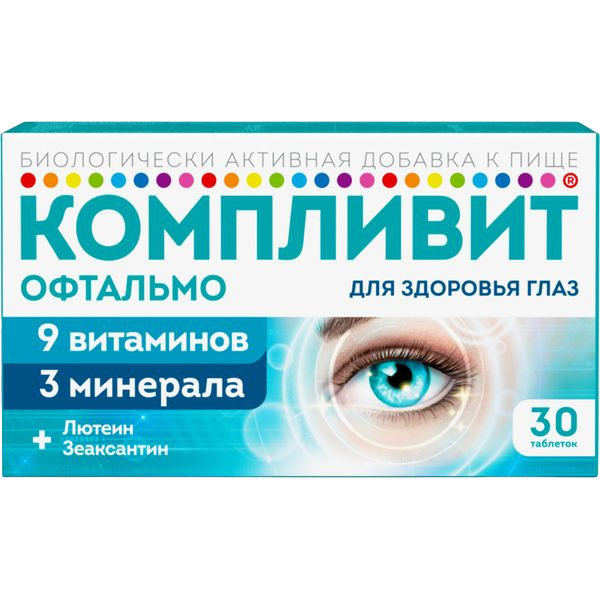 БИОЛОГИЧЕСКИ АКТИВНАЯ ДОБАВКА К ПИЩЕ
КОМПЛИВИТ®
ОФТАЛЬМО
ДЛЯ ЗДОРОВЬЯ ГЛАЗ
9 витаминов
3 минерала
+ Лютеин
Зеаксантин
30
таблеток